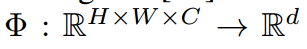 Φ : ℝ^{H×W×C} → ℝ^d